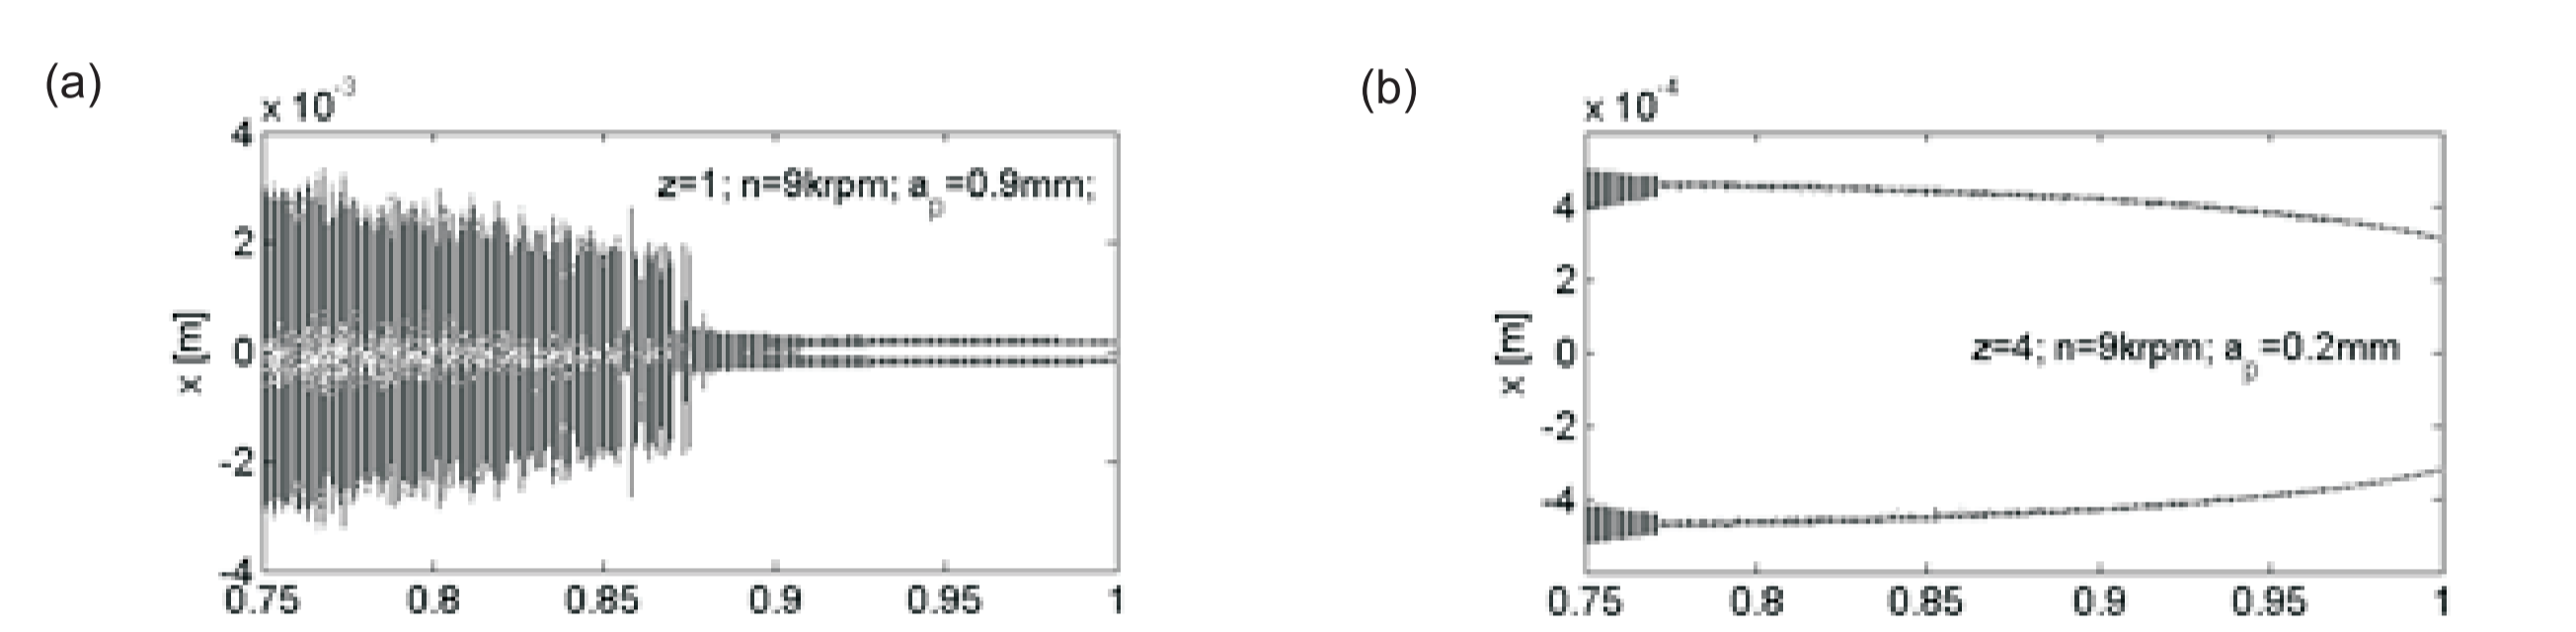 (a)
x 10^-3
4
2
0
-2
-4
x [m]
z=1; n=9krpm; a_p=0.9mm;
0.75 0.8 0.85 0.9 0.95 1
(b)
x 10^-4
4
2
0
-2
-4
x [m]
z=4; n=9krpm; a_p=0.2mm
0.75 0.8 0.85 0.9 0.95 1